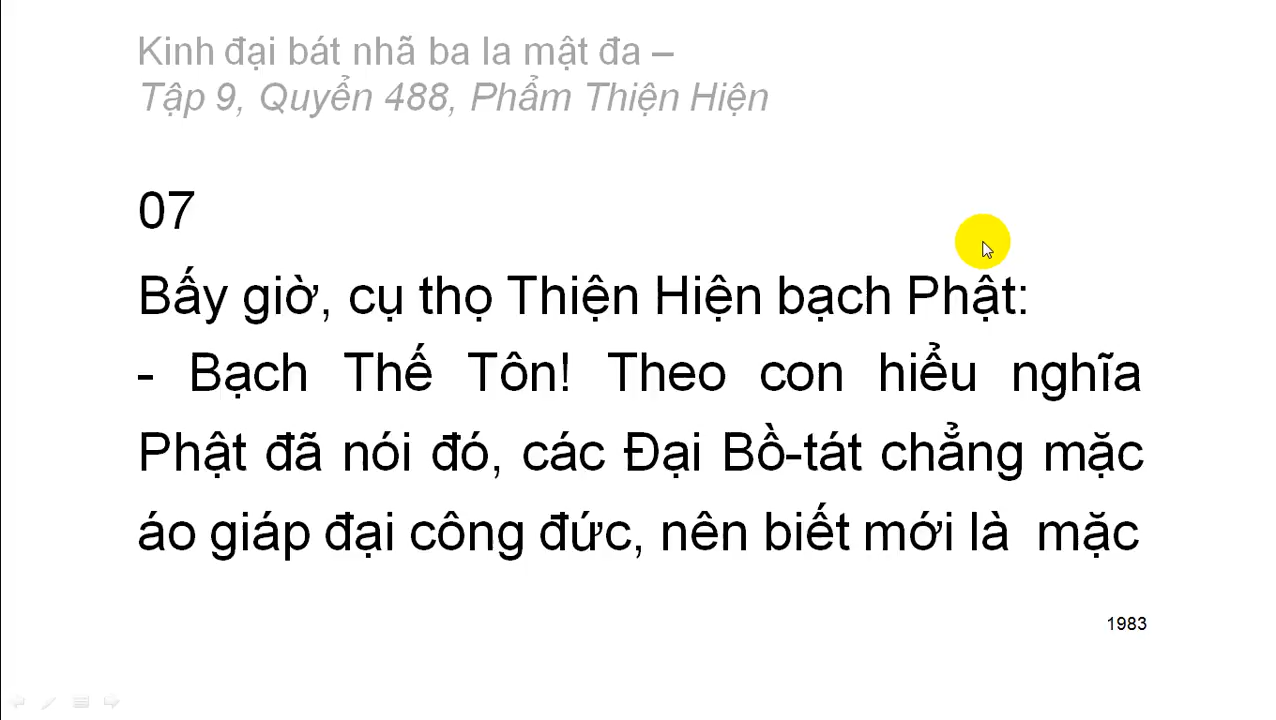 Kinh đại bát nhã ba la mật đa –
Tập 9, Quyển 488, Phẩm Thiện Hiện
07
Bấy giờ, cụ thọ Thiện Hiện bạch Phật:
- Bạch Thế Tôn! Theo con hiểu nghĩa
Phật đã nói đó, các Đại Bồ-tát chẳng mặc
áo giáp đại công đức, nên biết mới là mặc
1983